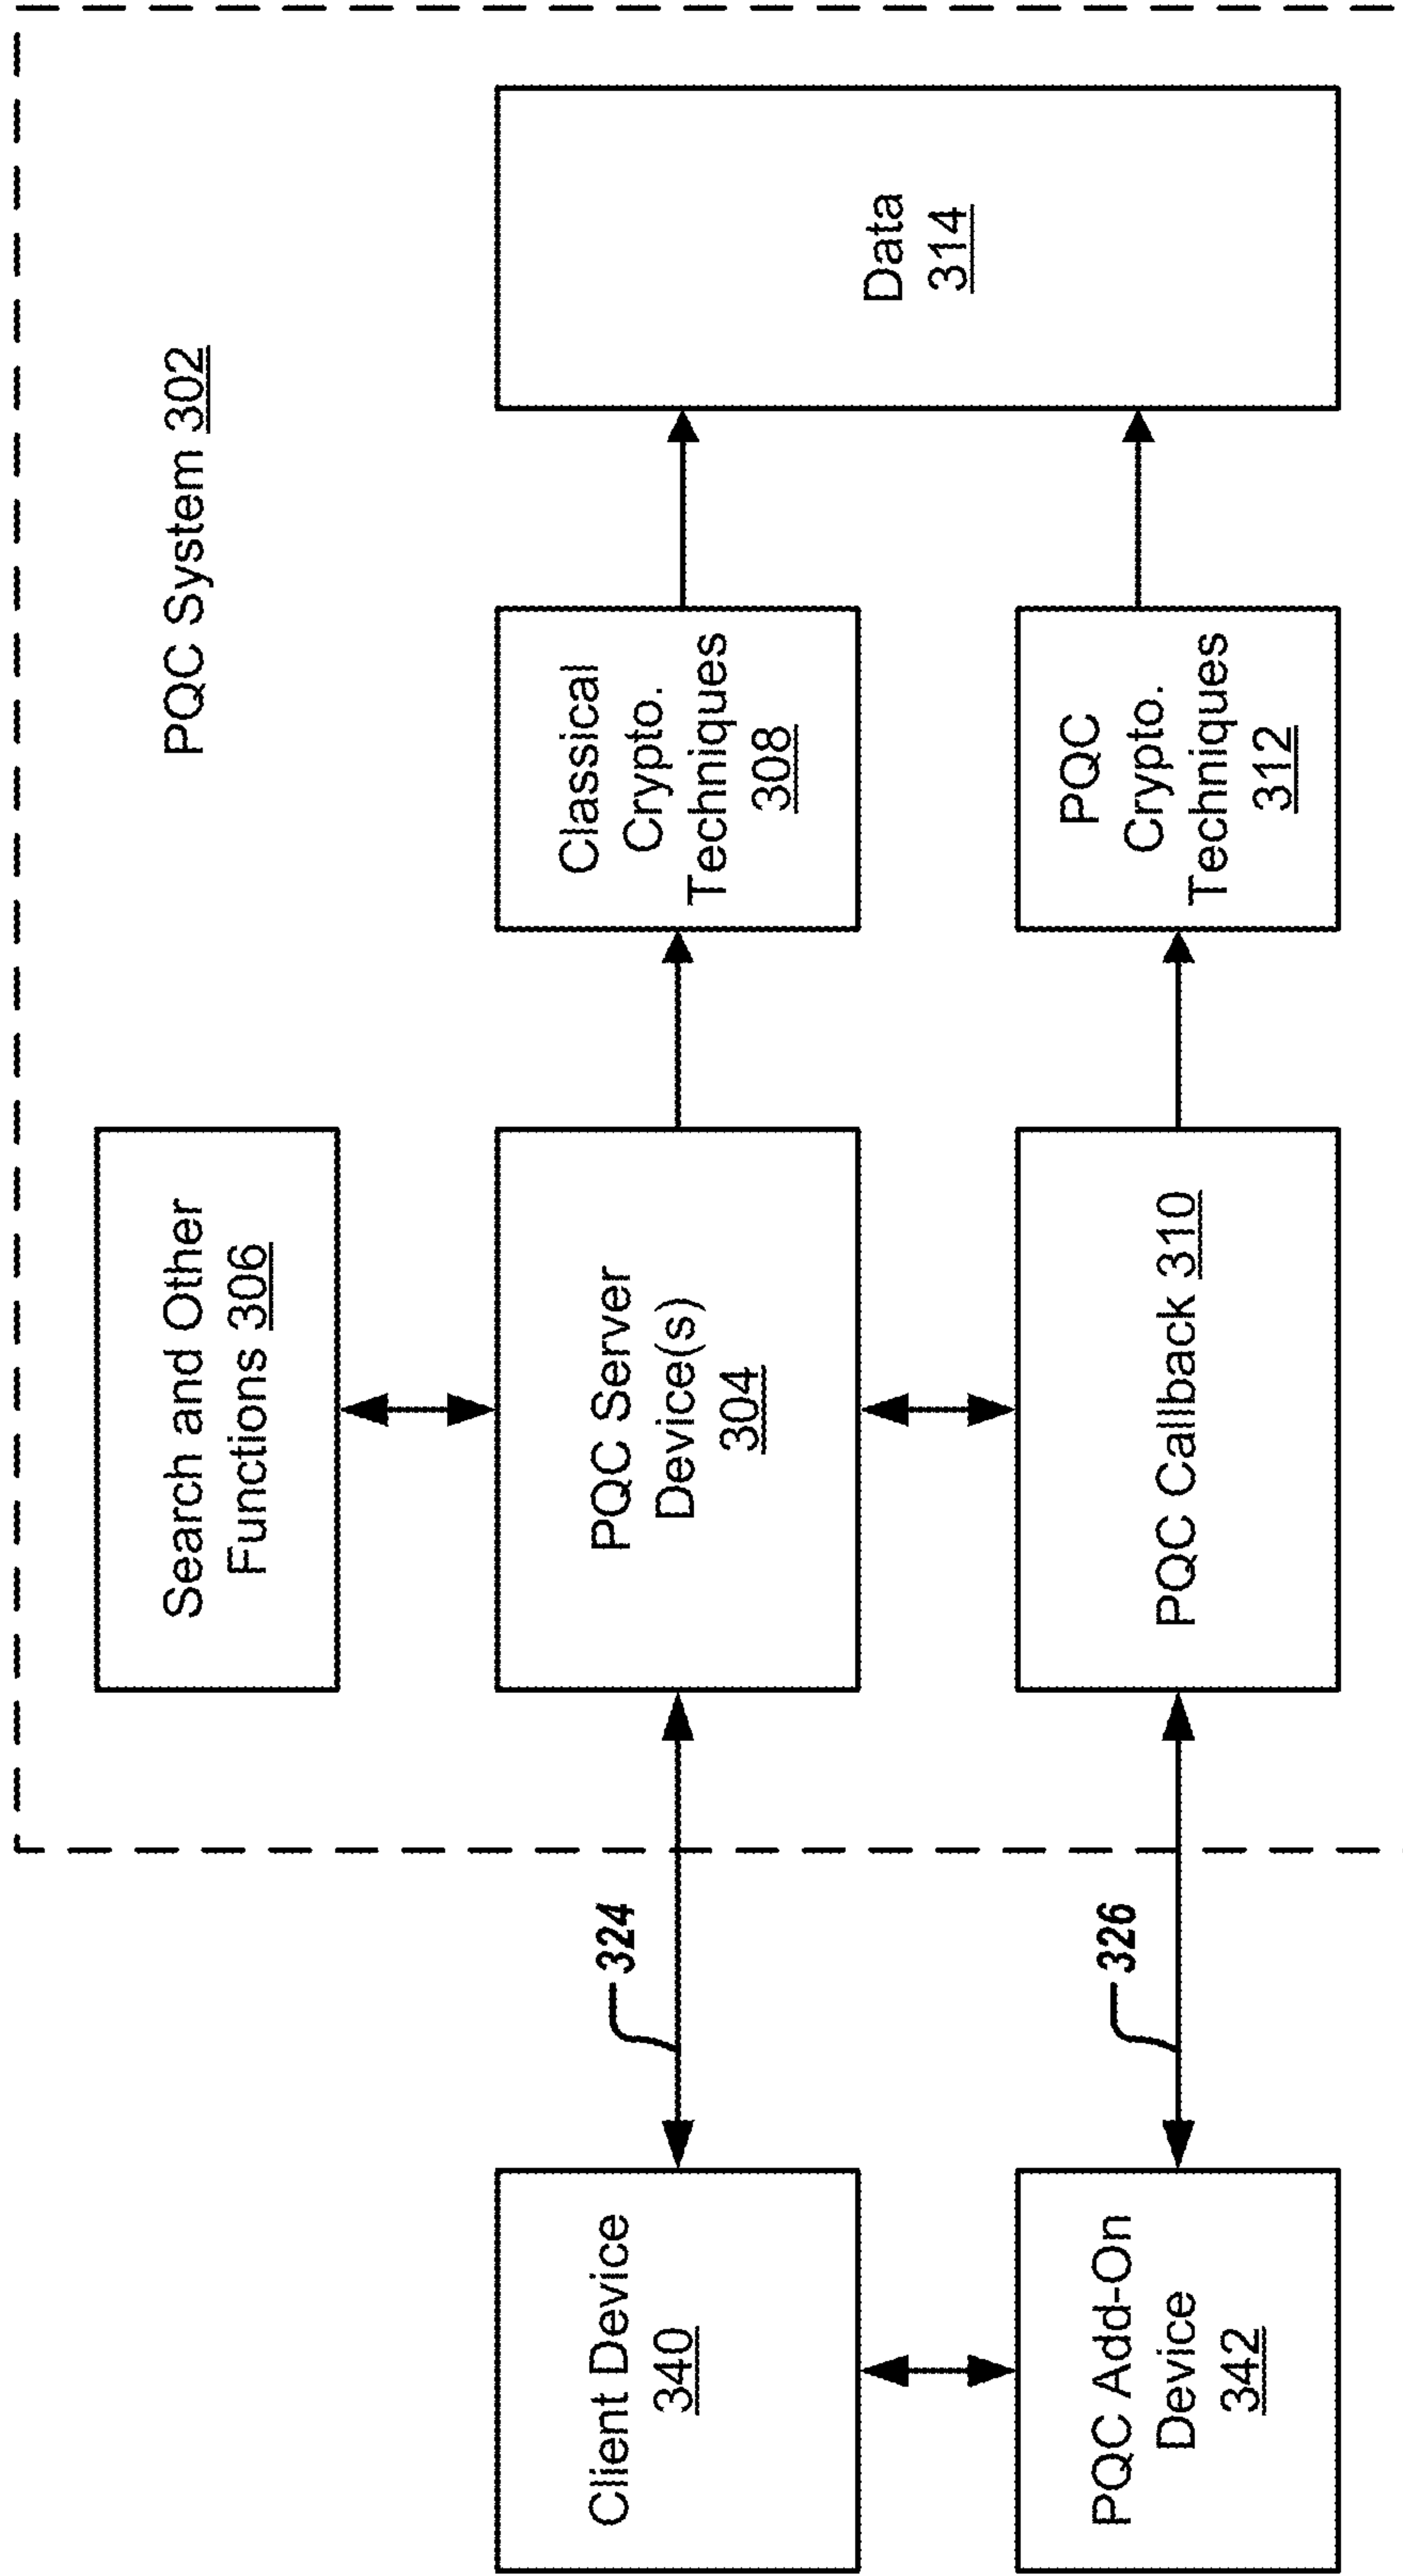 PQC System 302
Search and Other
Functions 306
Client Device
340
324
PQC Server
Device(s)
304
Classical
Crypto.
Techniques
308
Data
314
PQC Add-On
Device
342
326
PQC Callback 310
PQC
Crypto.
Techniques
312